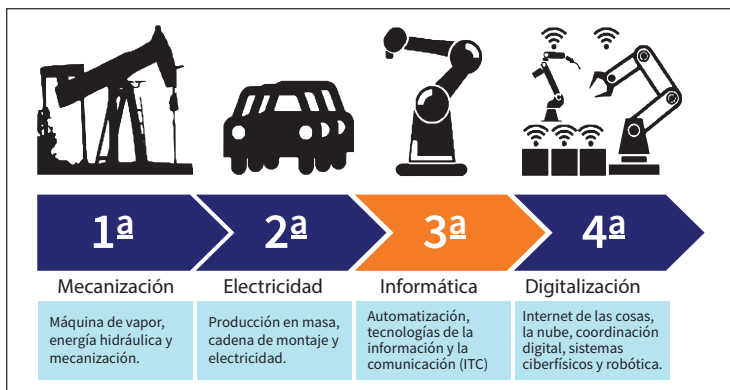 1ª
2ª
3ª
4ª
Mecanización
Electricidad
Informática
Digitalización
Máquina de vapor,
energía hidráulica y
mecanización.
Producción en masa,
cadena de montaje y
electricidad.
Automatización,
tecnologías de la
información y la
comunicación (ITC)
Internet de las cosas,
la nube, coordinación
digital, sistemas
ciberfísicos y robótica.